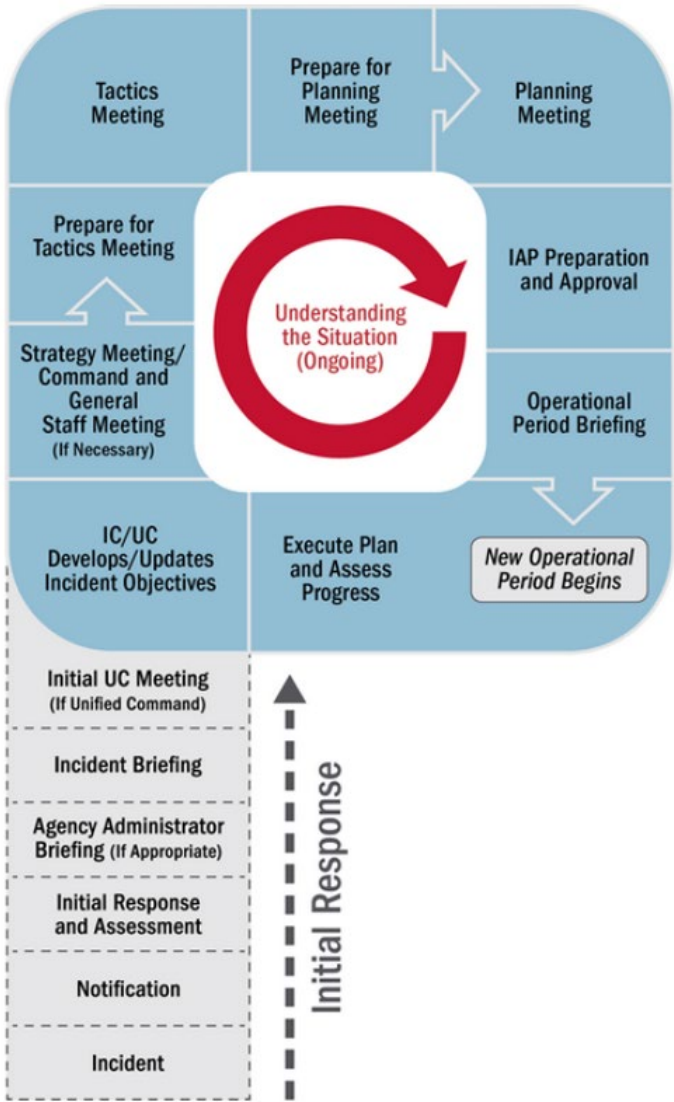 Tactics
Meeting
Prepare for
Planning
Meeting
Planning
Meeting
Prepare for
Tactics Meeting
IAP Preparation
and Approval
Understanding
the Situation
(Ongoing)
Strategy Meeting/
Command and
General
Staff Meeting
(If Necessary)
Operational
Period Briefing
IC/UC
Develops/Updates
Incident Objectives
Execute Plan
and Assess
Progress
New Operational
Period Begins
Initial UC Meeting
(If Unified Command)
Incident Briefing
Agency Administrator
Briefing (If Appropriate)
Initial Response
and Assessment
Notification
Incident
Initial Response